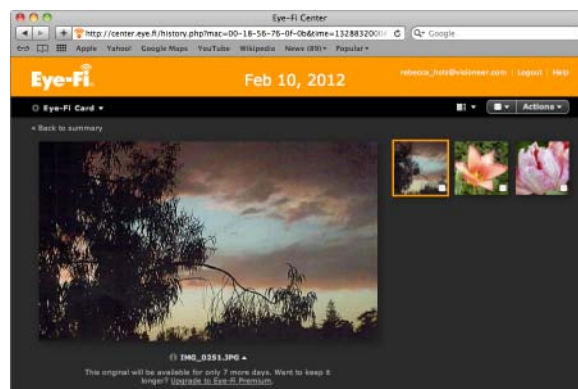 Eye-Fi Center
http://center.eye.fi/history.php?mac=00-18-56-76-0f-0b&time=1328832000
Google
Apple Yahoo! Google Maps YouTube Wikipedia News (89) Popular
Eye-Fi
Feb 10, 2012
rebecca_hotz@visioneer.com | Logout | Help
Eye-Fi Card
Actions
« Back to summary
IMG_0251.JPG
This original will be available for only 7 more days. Want to keep it
longer? Upgrade to Eye-Fi Premium.